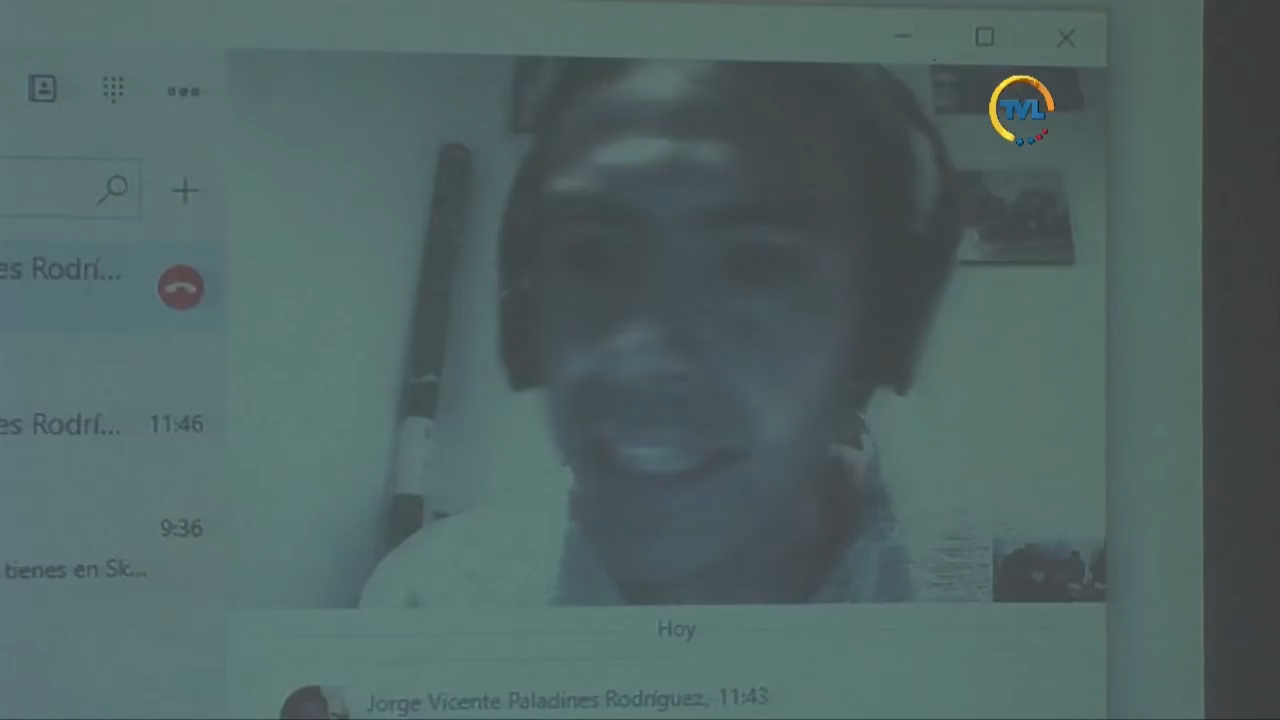 TVL
es Rodrí...
es Rodrí... 11:46
9:36
tienes en Sk...
Hoy
Jorge Vicente Paladines Rodríguez, 11:43